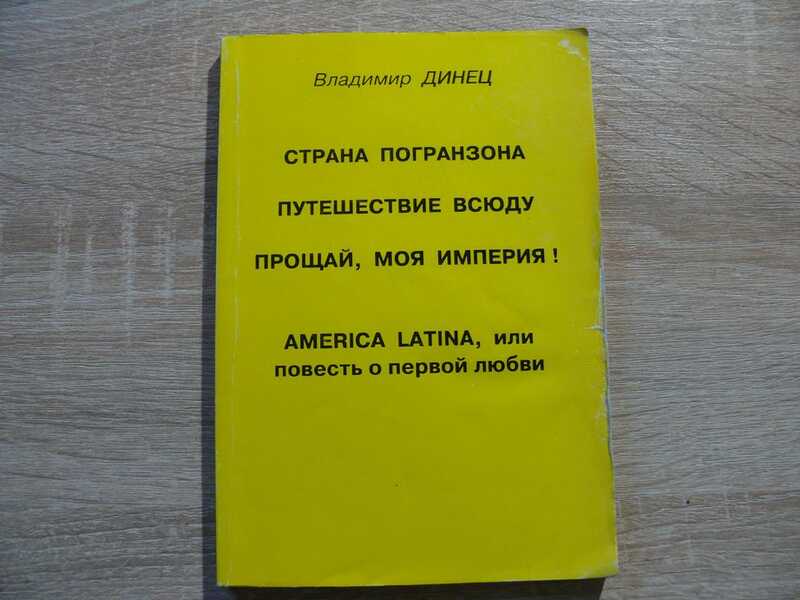 Владимир ДИНЕЦ
СТРАНА ПОГРАНЗОНА
ПУТЕШЕСТВИЕ ВСЮДУ
ПРОЩАЙ, МОЯ ИМПЕРИЯ !
AMERICA LATINA, или
повесть о первой любви